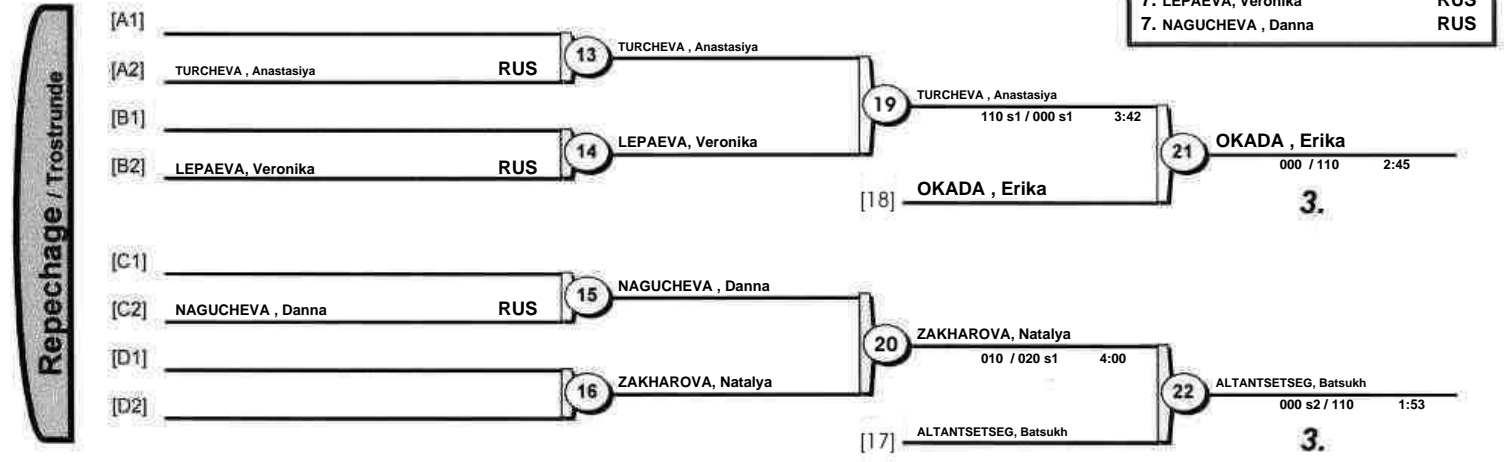 7. LEPAEVA, Veronika RUS
7. NAGUCHEVA , Danna RUS
Repechage / Trostrunde
[A1]
13
TURCHEVA , Anastasiya
[A2] TURCHEVA , Anastasiya RUS
19
TURCHEVA , Anastasiya
110 s1 / 000 s1 3:42
[B1]
14
LEPAEVA, Veronika
[B2] LEPAEVA, Veronika RUS
21
OKADA , Erika
000 / 110 2:45
[18] OKADA , Erika
3.
[C1]
15
NAGUCHEVA , Danna
[C2] NAGUCHEVA , Danna RUS
20
ZAKHAROVA, Natalya
010 / 020 s1 4:00
[D1]
16
ZAKHAROVA, Natalya
[D2]
22
ALTANTSETSEG, Batsukh
000 s2 / 110 1:53
[17] ALTANTSETSEG, Batsukh
3.